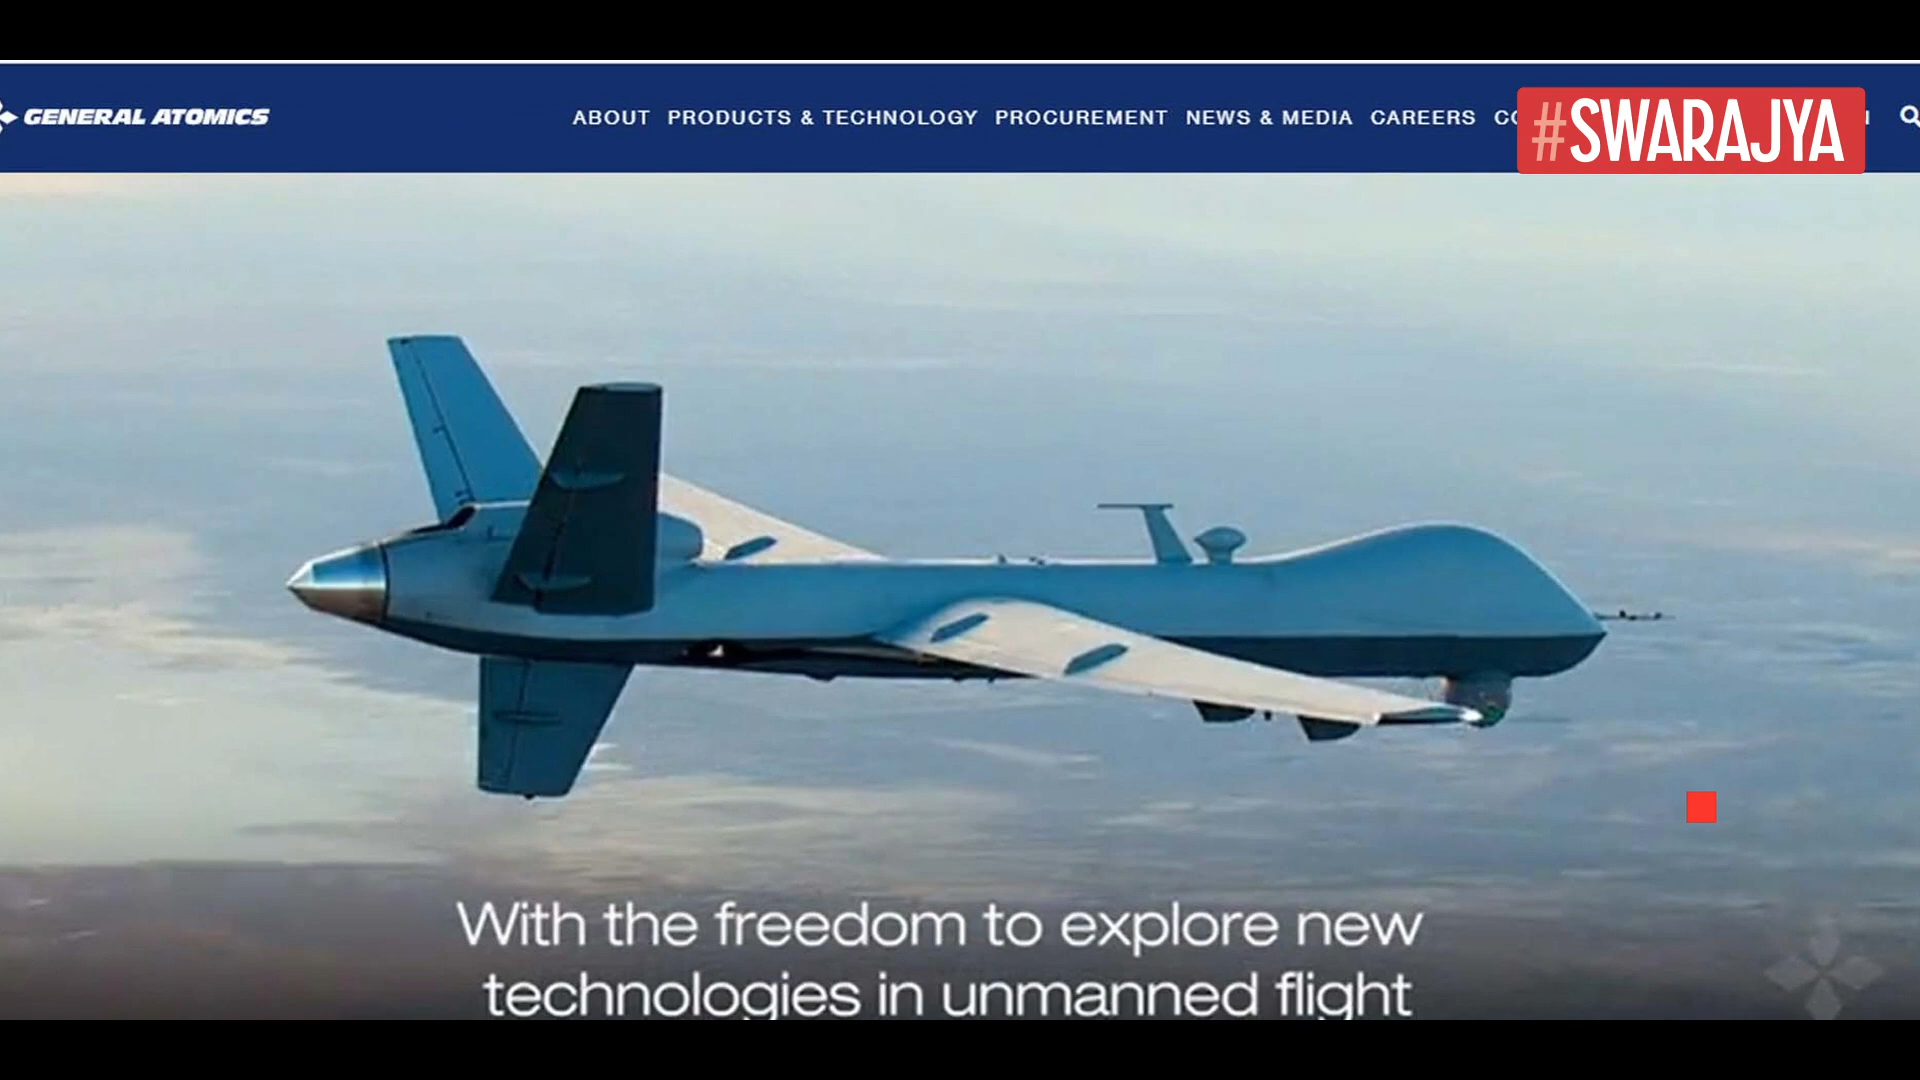 GENERAL ATOMICS
ABOUT PRODUCTS & TECHNOLOGY PROCUREMENT NEWS & MEDIA CAREERS
#SWARAJYA
With the freedom to explore new
technologies in unmanned flight